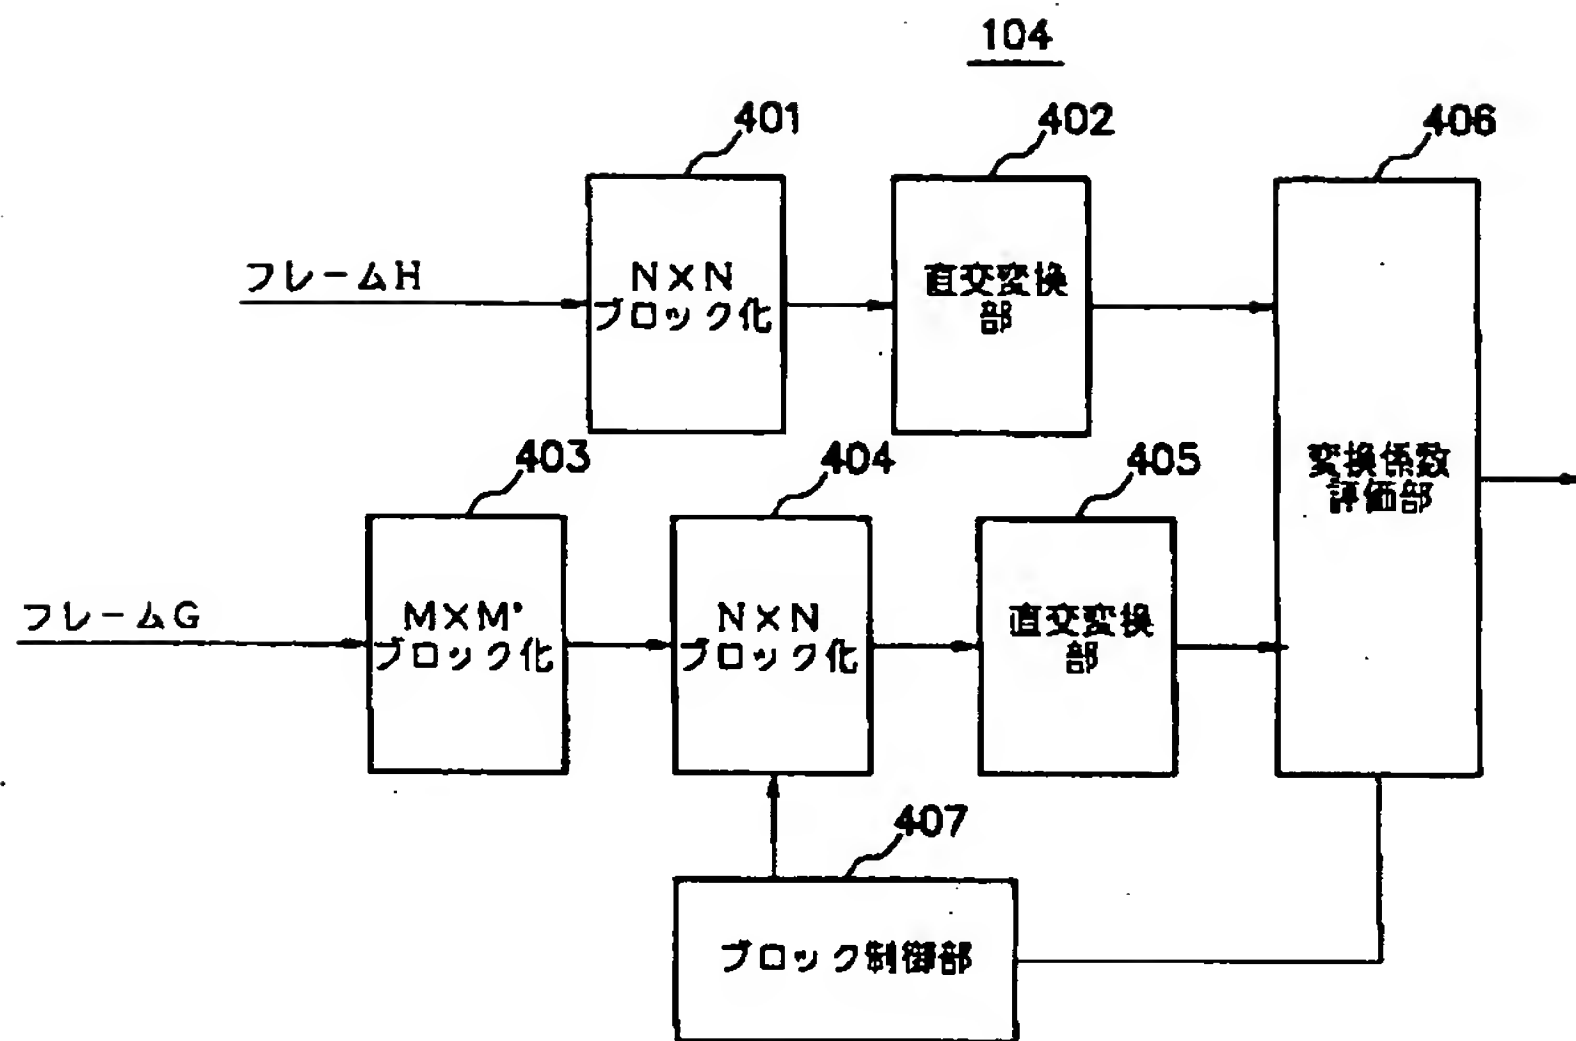 104
401
402
406
フレームH
N×N
ブロック化
直交変換
部
403
404
405
変換係数
評価部
フレームG
M×M'
ブロック化
N×N
ブロック化
直交変換
部
407
ブロック制御部